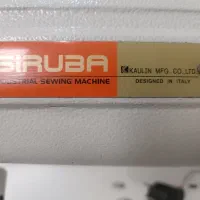 SIRUBA
INDUSTRIAL SEWING MACHINE
KAULIN MFG. CO.,LTD.
DESIGNED IN ITALY